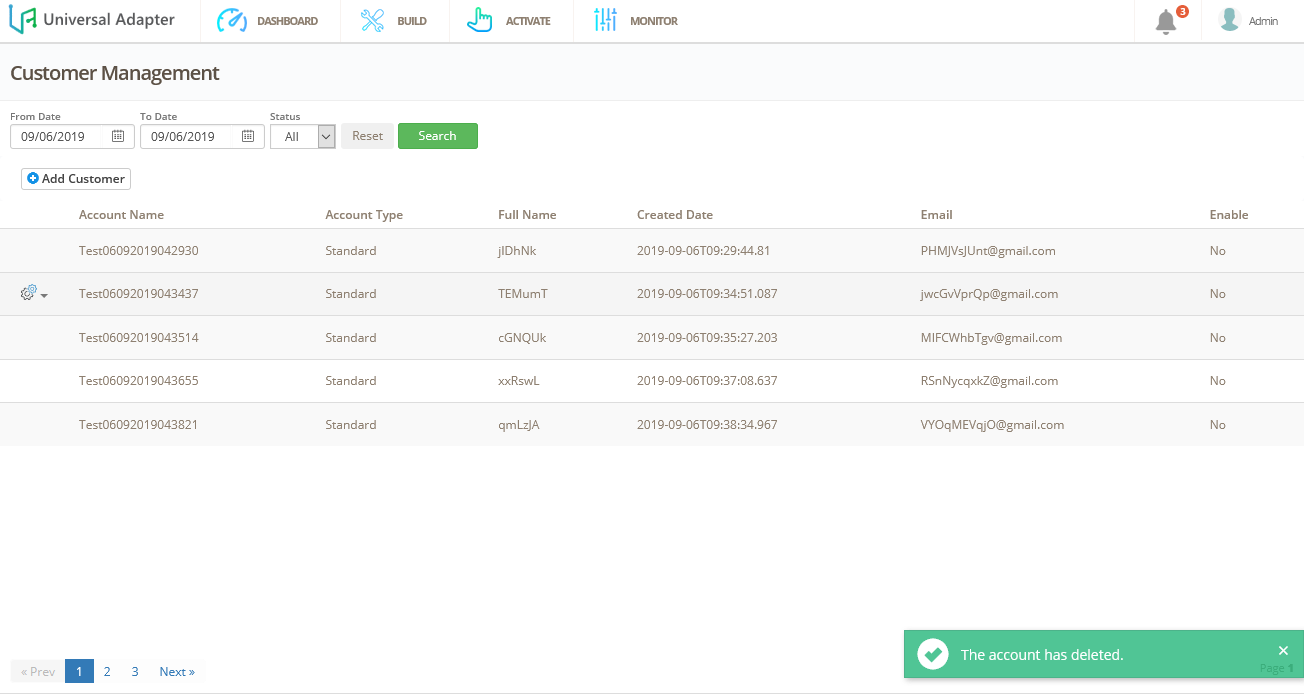 Universal Adapter DASHBOARD BUILD ACTIVATE MONITOR 3 Admin
Customer Management
From Date To Date Status
09/06/2019 09/06/2019 All Reset Search
Add Customer
Account Name Account Type Full Name Created Date Email Enable
Test06092019042930 Standard jIDhNk 2019-09-06T09:29:44.81 PHMJVsJUnt@gmail.com No
Test06092019043437 Standard TEMumT 2019-09-06T09:34:51.087 jwcGvVprQp@gmail.com No
Test06092019043514 Standard cGNQUk 2019-09-06T09:35:27.203 MIFCWhbTgv@gmail.com No
Test06092019043655 Standard xxRswL 2019-09-06T09:37:08.637 RSnNycqxkZ@gmail.com No
Test06092019043821 Standard qmLzJA 2019-09-06T09:38:34.967 VYOqMEVqjO@gmail.com No
The account has deleted. ×
« Prev 1 2 3 Next » Page 1